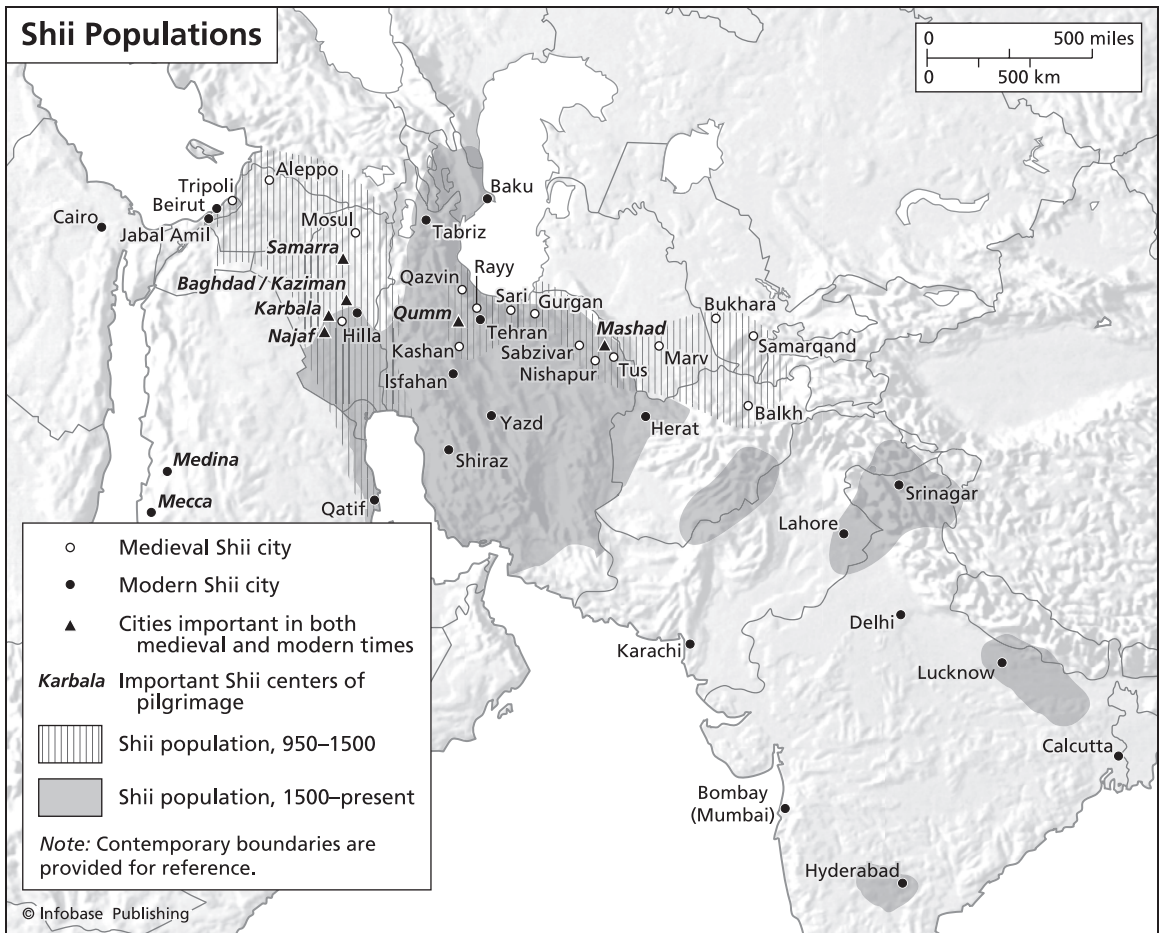 Shii Populations
0 500 miles
0 500 km
Aleppo
Tripoli
Beirut
Jabal Amil
Cairo
Mosul
Samarra
Baghdad / Kaziman
Karbala
Najaf
Hilla
Baku
Tabriz
Qazvin
Rayy
Sari
Gurgan
Qumm
Tehran
Kashan
Isfahan
Sabzivar
Nishapur
Mashad
Tus
Marv
Bukhara
Samarqand
Balkh
Herat
Yazd
Shiraz
Medina
Mecca
Qatif
Srinagar
Lahore
Delhi
Karachi
Lucknow
Calcutta
Bombay
(Mumbai)
Hyderabad
Medieval Shii city
Modern Shii city
Cities important in both
medieval and modern times
Karbala Important Shii centers of
pilgrimage
Shii population, 950–1500
Shii population, 1500–present
Note: Contemporary boundaries are
provided for reference.
© Infobase Publishing